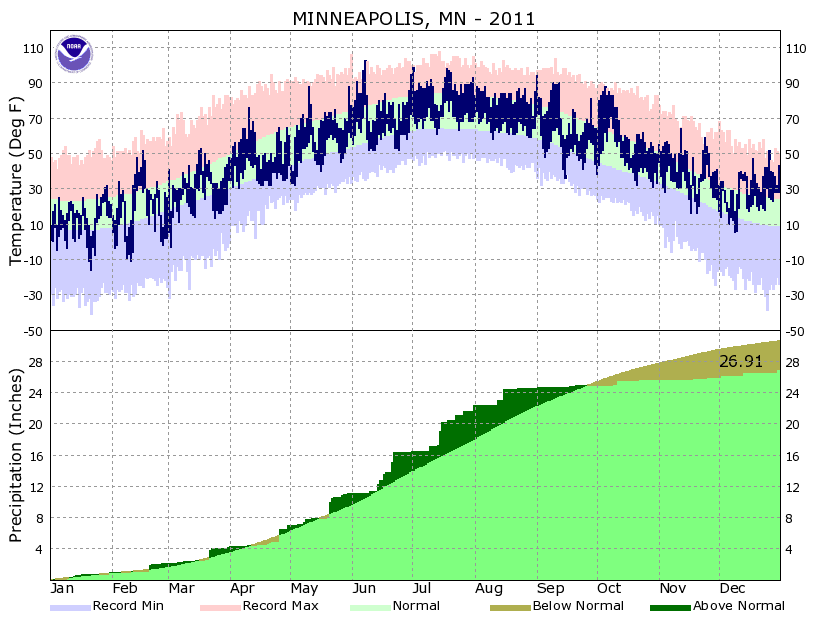 MINNEAPOLIS, MN - 2011
NOAA
Temperature (Deg F)
110 110
90 90
70 70
50 50
30 30
10 10
-10 -10
-30 -30
-50 -50
Precipitation (Inches)
28 26.91 28
24 24
20 20
16 16
12 12
8 8
4 4
Jan Feb Mar Apr May Jun Jul Aug Sep Oct Nov Dec
Record Min Record Max Normal Below Normal Above Normal